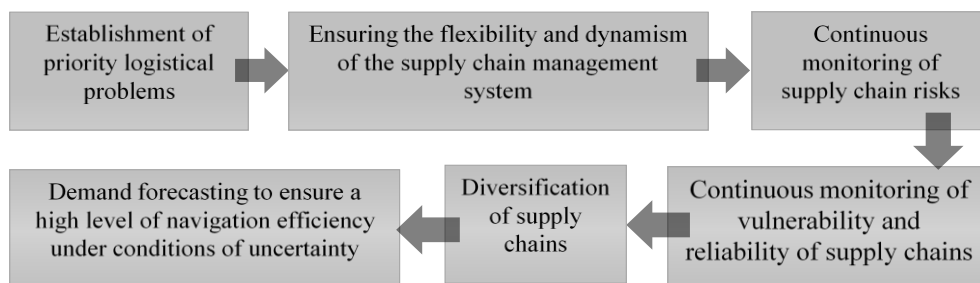 Establishment of
priority logistical
problems
Ensuring the flexibility and dynamism
of the supply chain management
system
Continuous
monitoring of
supply chain risks
Continuous monitoring of
vulnerability and
reliability of supply chains
Diversification
of supply
chains
Demand forecasting to ensure a
high level of navigation efficiency
under conditions of uncertainty